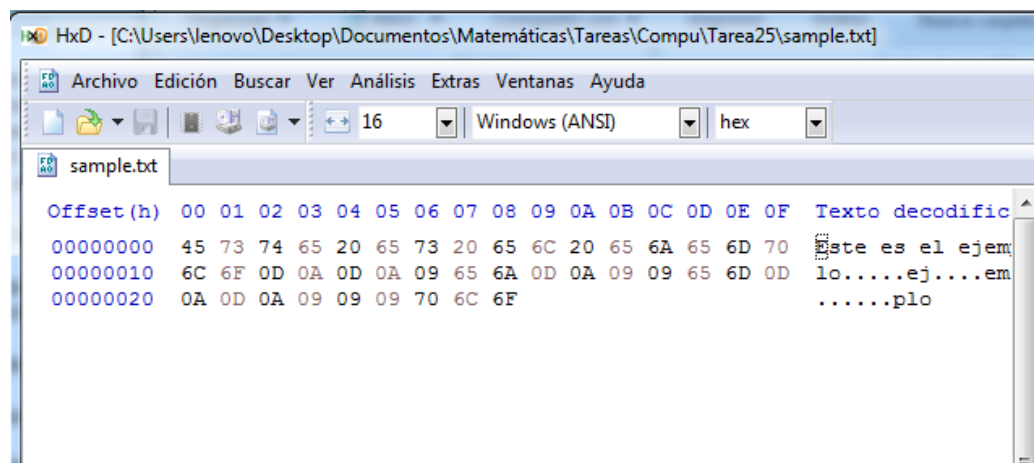 HxD - [C:\Users\lenovo\Desktop\Documentos\Matemáticas\Tareas\Compu\Tarea25\sample.txt]
Archivo Edición Buscar Ver Análisis Extras Ventanas Ayuda
16 Windows (ANSI) hex
sample.txt
Offset(h) 00 01 02 03 04 05 06 07 08 09 0A 0B 0C 0D 0E 0F Texto decodific
00000000 45 73 74 65 20 65 73 20 65 6C 20 65 6A 65 6D 70 Este es el ejem
00000010 6C 6F 0D 0A 0D 0A 09 65 6A 0D 0A 09 09 65 6D 0D lo.....ej....em
00000020 0A 0D 0A 09 09 09 70 6C 6F ......plo